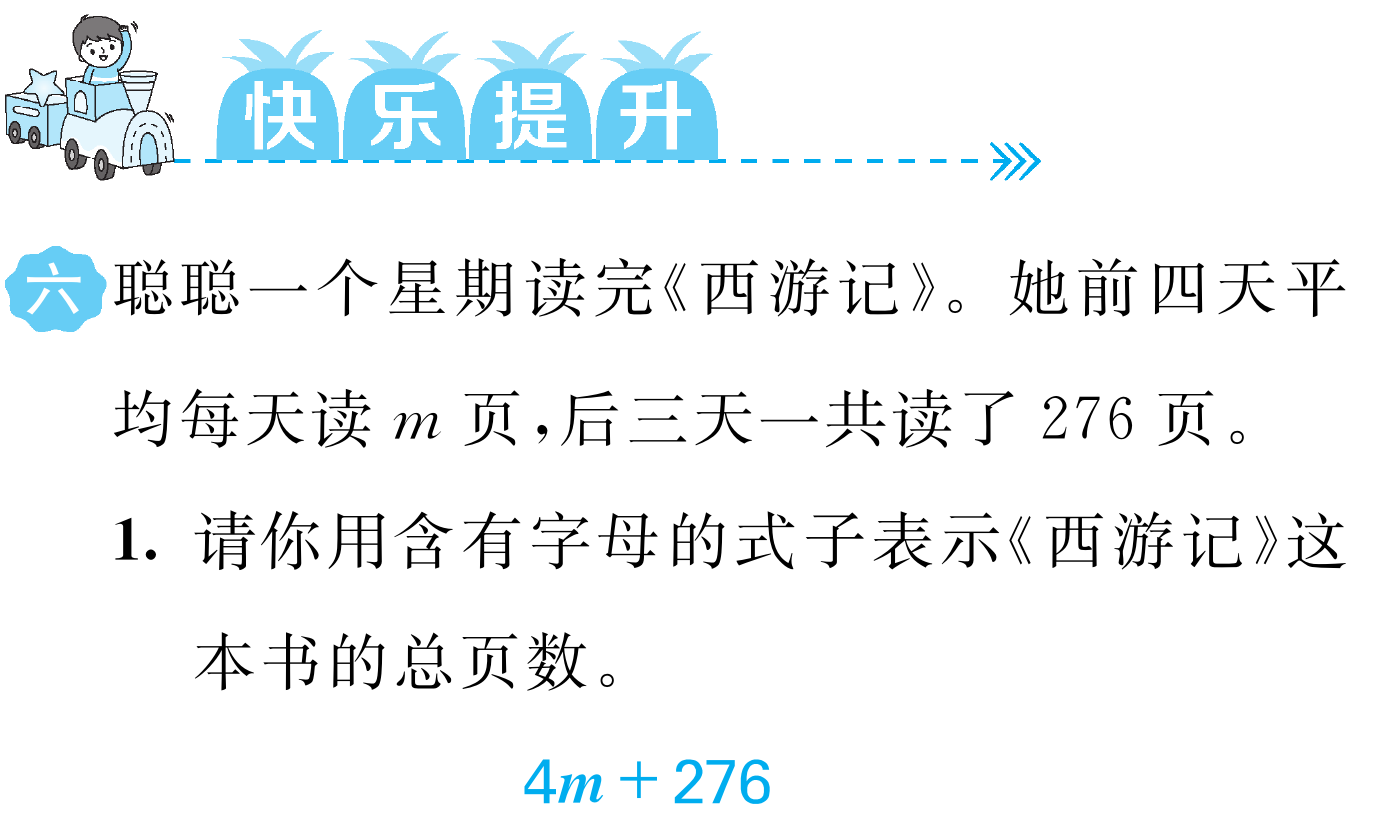 快乐提升
六 聪聪一个星期读完《西游记》。她前四天平
均每天读 m 页,后三天一共读了 276 页。
1. 请你用含有字母的式子表示《西游记》这
本书的总页数。
4m + 276